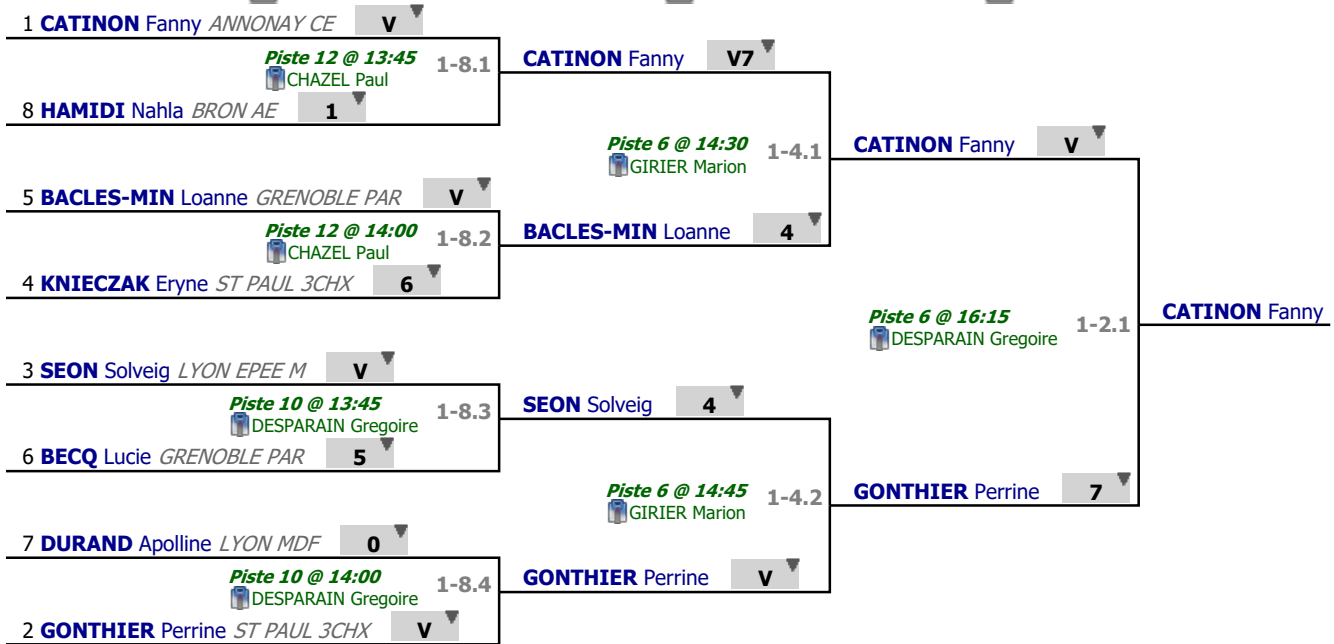 1 CATINON Fanny ANNONAY CE V
Piste 12 @ 13:45
CHAZEL Paul
1-8.1
8 HAMIDI Nahla BRON AE 1
5 BACLES-MIN Loanne GRENOBLE PAR V
Piste 12 @ 14:00
CHAZEL Paul
1-8.2
4 KNIECZAK Eryne ST PAUL 3CHX 6
3 SEON Solveig LYON EPEE M V
Piste 10 @ 13:45
DESPARAIN Gregoire
1-8.3
6 BECQ Lucie GRENOBLE PAR 5
7 DURAND Apolline LYON MDF 0
Piste 10 @ 14:00
DESPARAIN Gregoire
1-8.4
2 GONTHIER Perrine ST PAUL 3CHX V
CATINON Fanny V7
Piste 6 @ 14:30
GIRIER Marion
1-4.1
BACLES-MIN Loanne 4
SEON Solveig 4
Piste 6 @ 14:45
GIRIER Marion
1-4.2
GONTHIER Perrine V
CATINON Fanny V
Piste 6 @ 16:15
DESPARAIN Gregoire
1-2.1
GONTHIER Perrine 7
CATINON Fanny